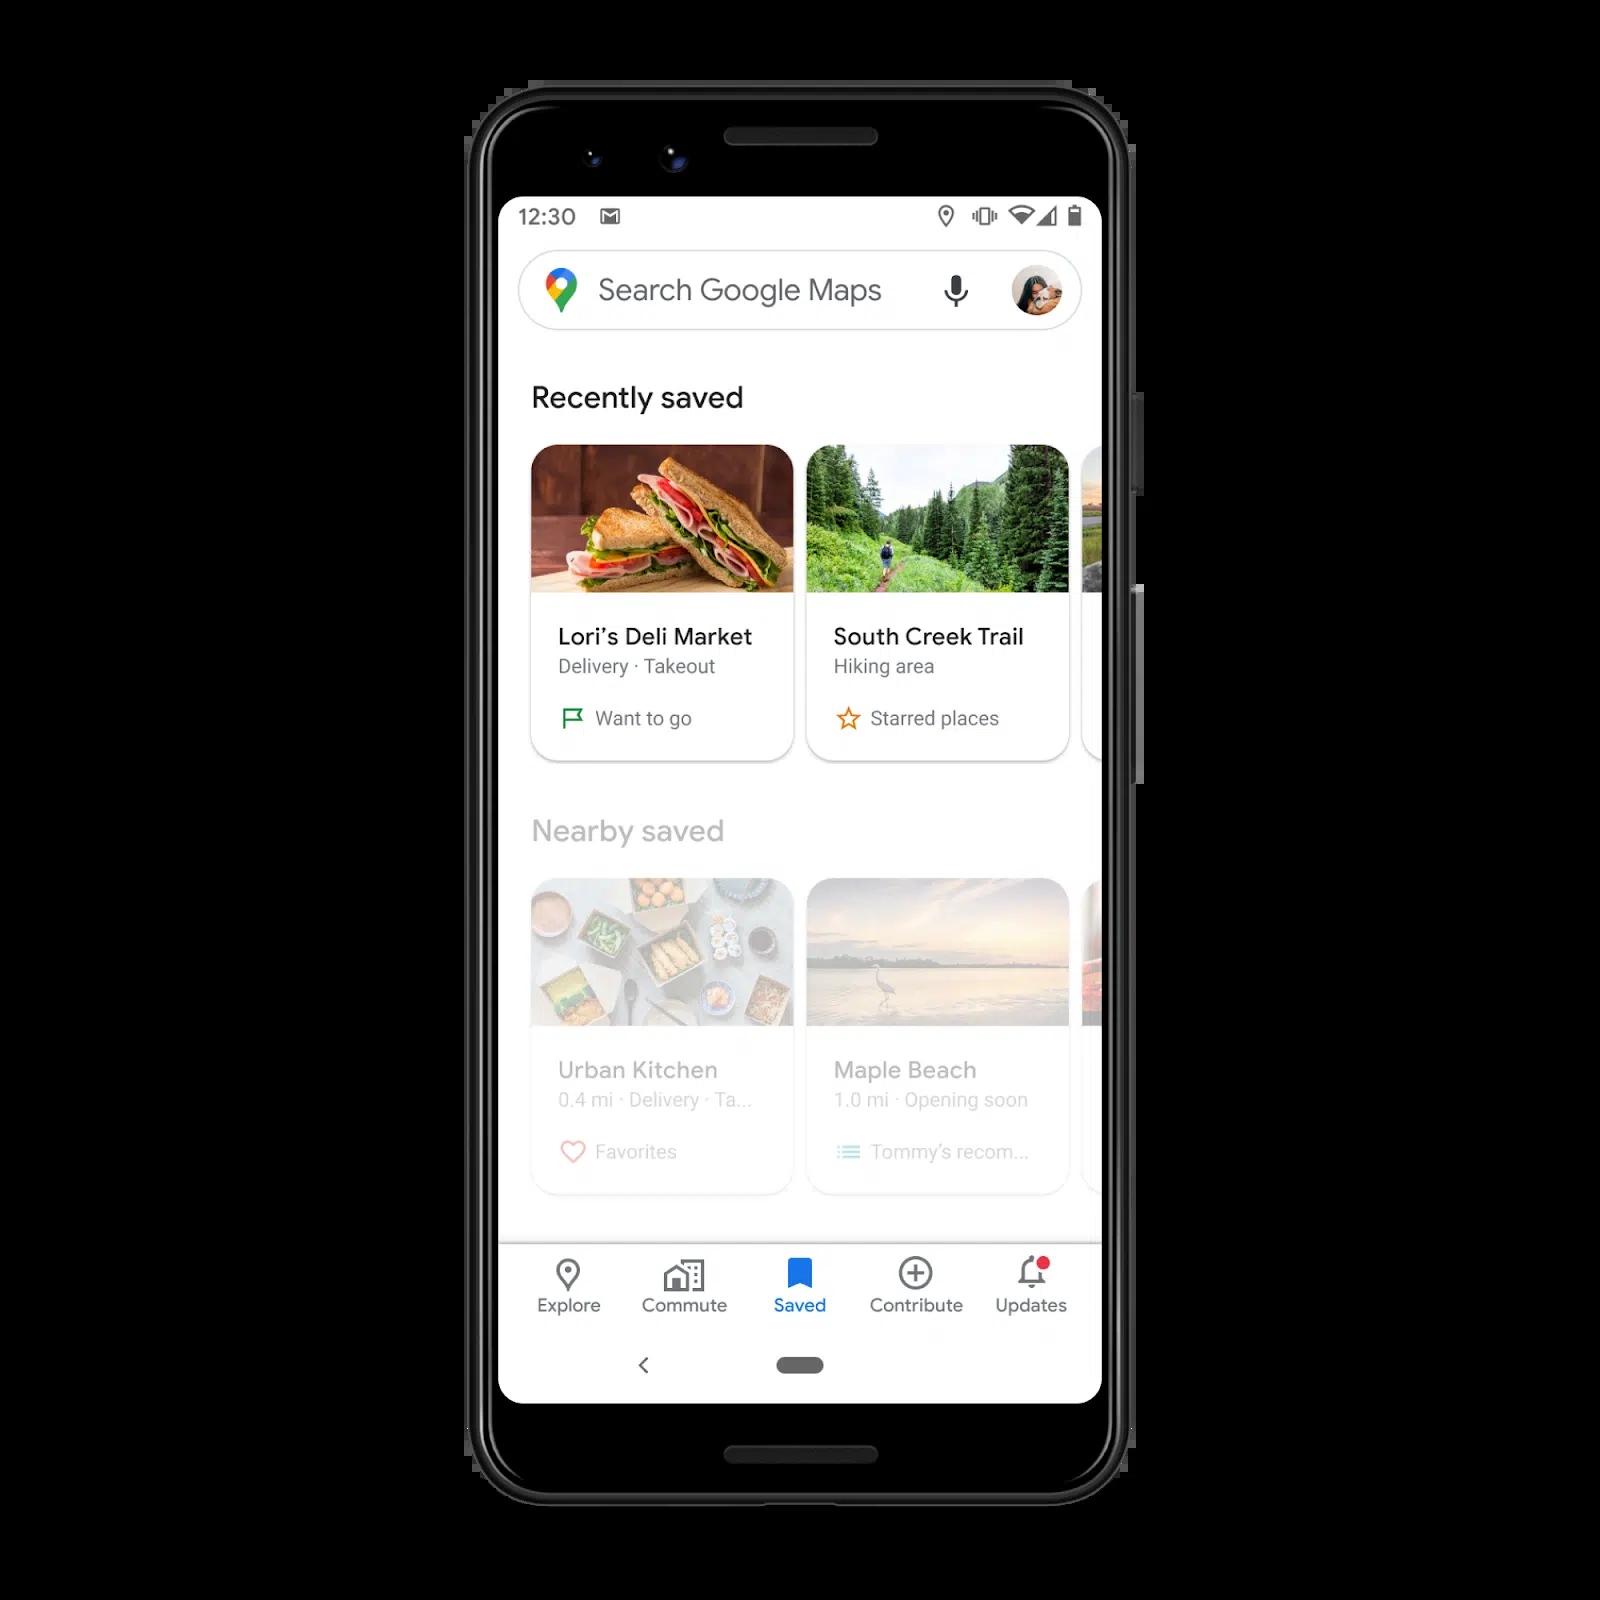 12:30
Search Google Maps
Recently saved
Lori’s Deli Market
Delivery · Takeout
Want to go
South Creek Trail
Hiking area
Starred places
Nearby saved
Urban Kitchen
0.4 mi · Delivery · Ta...
Favorites
Maple Beach
1.0 mi · Opening soon
Tommy’s recom...
Explore
Commute
Saved
Contribute
Updates